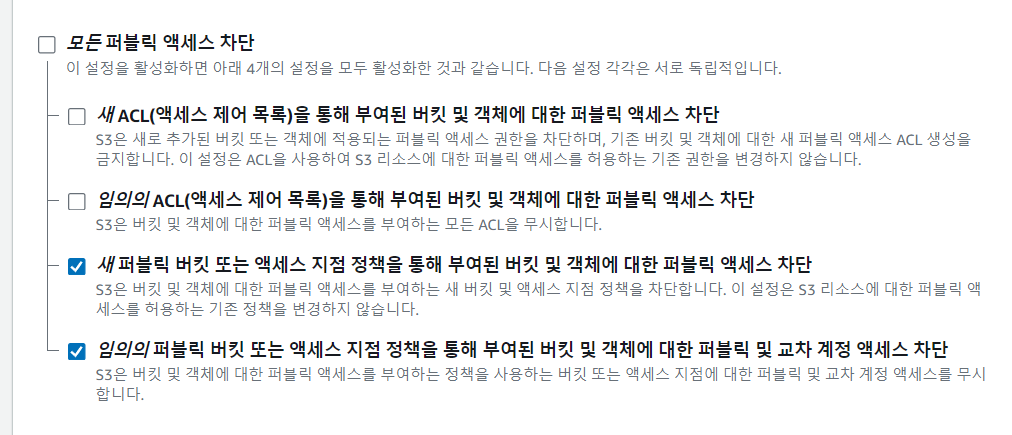 모든 퍼블릭 액세스 차단
이 설정을 활성화하면 아래 4개의 설정을 모두 활성화한 것과 같습니다. 다음 설정 각각은 서로 독립적입니다.
새 ACL(액세스 제어 목록)을 통해 부여된 버킷 및 객체에 대한 퍼블릭 액세스 차단
S3은 새로 추가된 버킷 또는 객체에 적용되는 퍼블릭 액세스 권한을 차단하며, 기존 버킷 및 객체에 대한 새 퍼블릭 액세스 ACL 생성을
금지합니다. 이 설정은 ACL을 사용하여 S3 리소스에 대한 퍼블릭 액세스를 허용하는 기존 권한을 변경하지 않습니다.
임의의 ACL(액세스 제어 목록)을 통해 부여된 버킷 및 객체에 대한 퍼블릭 액세스 차단
S3은 버킷 및 객체에 대한 퍼블릭 액세스를 부여하는 모든 ACL을 무시합니다.
새 퍼블릭 버킷 또는 액세스 지점 정책을 통해 부여된 버킷 및 객체에 대한 퍼블릭 액세스 차단
S3은 버킷 및 객체에 대한 퍼블릭 액세스를 부여하는 새 버킷 및 액세스 지점 정책을 차단합니다. 이 설정은 S3 리소스에 대한 퍼블릭 액
세스를 허용하는 기존 정책을 변경하지 않습니다.
임의의 퍼블릭 버킷 또는 액세스 지점 정책을 통해 부여된 버킷 및 객체에 대한 퍼블릭 및 교차 계정 액세스 차단
S3은 버킷 및 객체에 대한 퍼블릭 액세스를 부여하는 정책을 사용하는 버킷 또는 액세스 지점에 대한 퍼블릭 및 교차 계정 액세스를 무시
합니다.